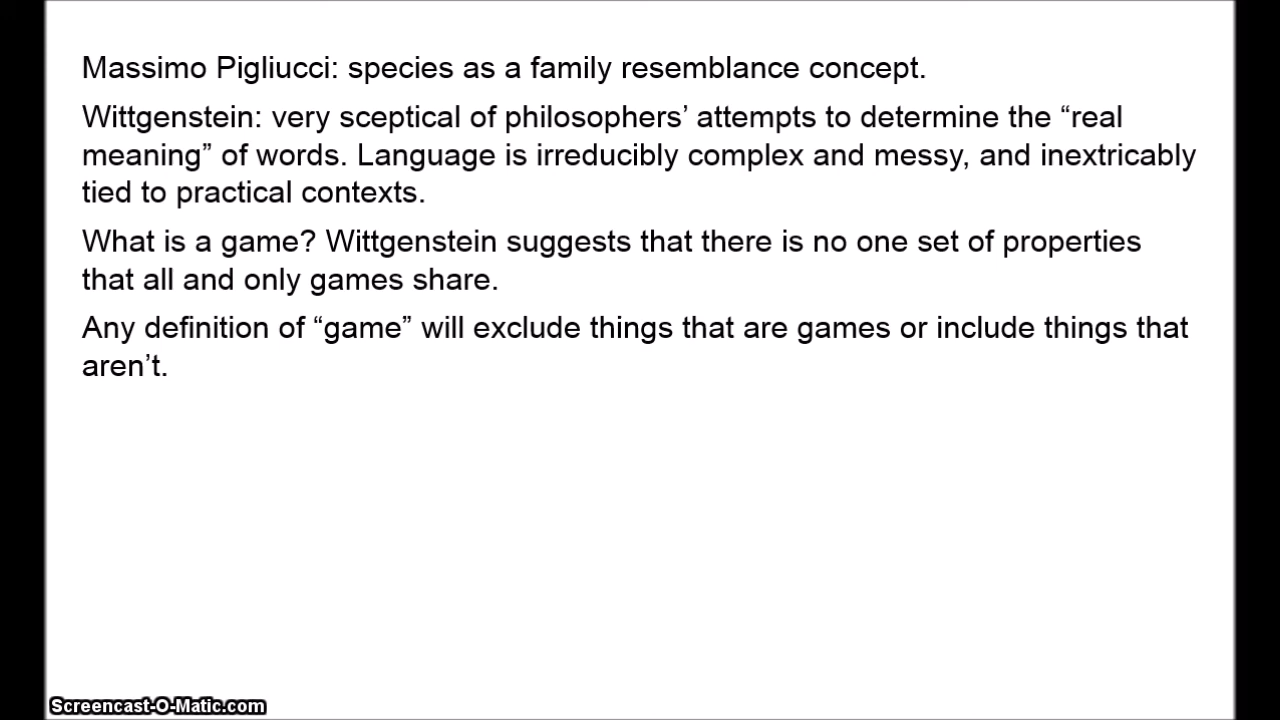 Massimo Pigliucci: species as a family resemblance concept.
Wittgenstein: very sceptical of philosophers’ attempts to determine the “real
meaning” of words. Language is irreducibly complex and messy, and inextricably
tied to practical contexts.
What is a game? Wittgenstein suggests that there is no one set of properties
that all and only games share.
Any definition of “game” will exclude things that are games or include things that
aren’t.
Screencast-O-Matic.com